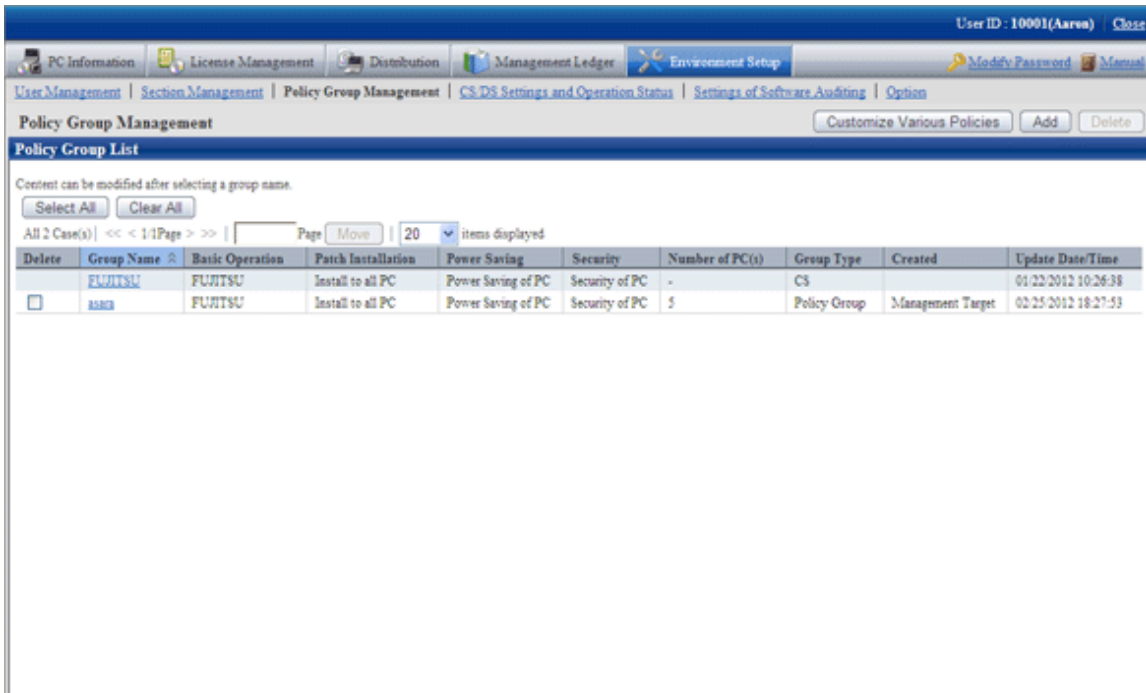 User ID : 10001(Aaron) Close
PC Information License Management Distribution Management Ledger Environment Setup Modify Password Manual
User Management | Section Management | Policy Group Management | CS/DS Settings and Operation Status | Settings of Software Auditing | Option
Policy Group Management Customize Various Policies Add Delete
Policy Group List
Content can be modified after selecting a group name.
Select All Clear All
All 2 Case(s) | << < 1/1Page > >> | Page Move | 20 items displayed
Delete Group Name Basic Operation Patch Installation Power Saving Security Number of PC(s) Group Type Created Update Date/Time
FUJITSU FUJITSU Install to all PC Power Saving of PC Security of PC - CS 01/22/2012 10:26:38
asara FUJITSU Install to all PC Power Saving of PC Security of PC 5 Policy Group Management Target 02/25/2012 18:27:53